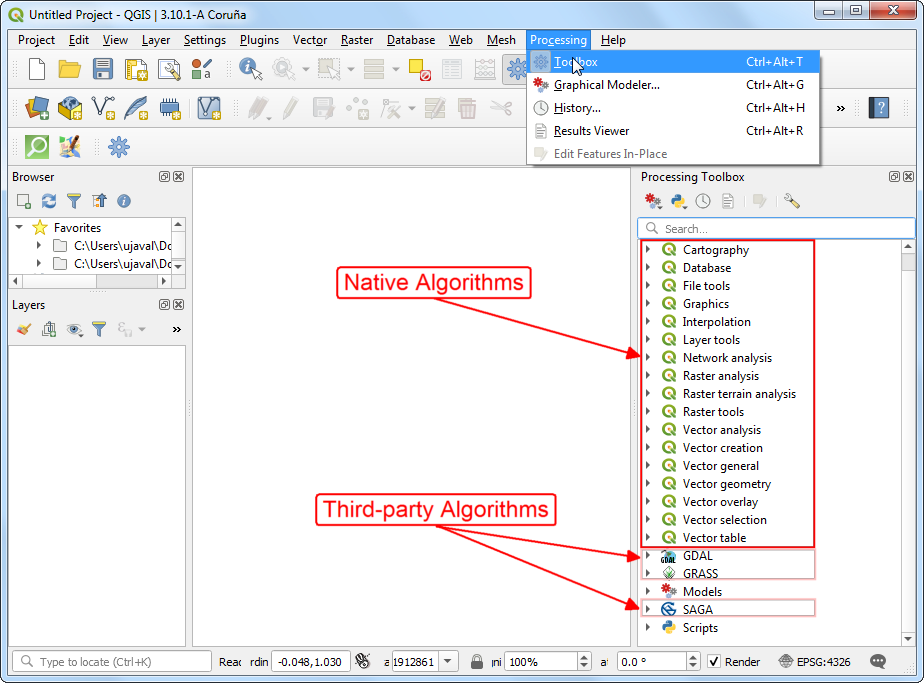 Untitled Project - QGIS | 3.10.1-A Coruña
Project Edit View Layer Settings Plugins Vector Raster Database Web Mesh Processing Help
Toolbox Ctrl+Alt+T
Graphical Modeler... Ctrl+Alt+G
History... Ctrl+Alt+H
Results Viewer Ctrl+Alt+R
Edit Features In-Place
»
?
Browser
Favorites
C:\Users\ujaval\Do
C:\Users\ujaval\Do
Layers
»
Native Algorithms
Third-party Algorithms
Processing Toolbox
Search...
Cartography
Database
File tools
Graphics
Interpolation
Layer tools
Network analysis
Raster analysis
Raster terrain analysis
Raster tools
Vector analysis
Vector creation
Vector general
Vector geometry
Vector overlay
Vector selection
Vector table
GDAL GDAL
GRASS
Models
SAGA
Scripts
Type to locate (Ctrl+K) Read rdin -0.048,1.030 a 1912861 ni 100% a 0.0 ° Render EPSG:4326